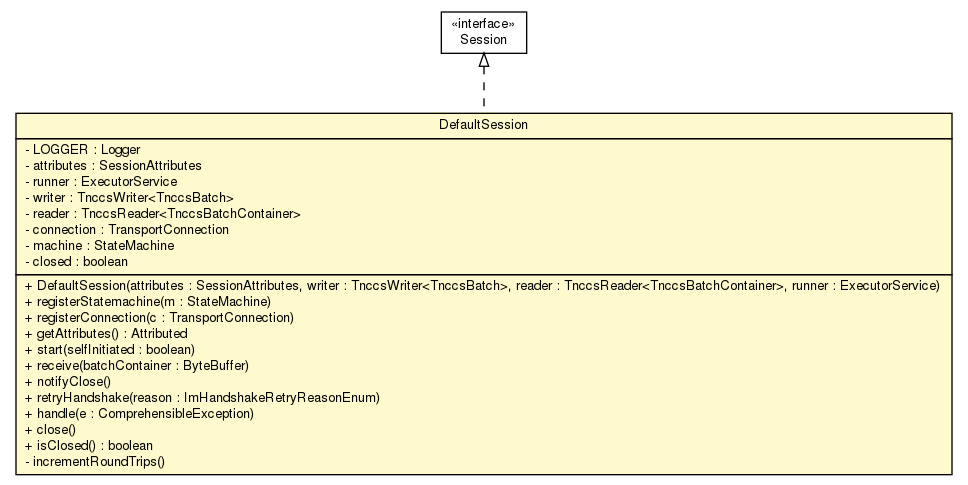 «interface»
Session
DefaultSession
- LOGGER : Logger
- attributes : SessionAttributes
- runner : ExecutorService
- writer : TnccsWriter<TnccsBatch>
- reader : TnccsReader<TnccsBatchContainer>
- connection : TransportConnection
- machine : StateMachine
- closed : boolean
+ DefaultSession(attributes : SessionAttributes, writer : TnccsWriter<TnccsBatch>, reader : TnccsReader<TnccsBatchContainer>, runner : ExecutorService)
+ registerStatemachine(m : StateMachine)
+ registerConnection(c : TransportConnection)
+ getAttributes() : Attributed
+ start(selfInitiated : boolean)
+ receive(batchContainer : ByteBuffer)
+ notifyClose()
+ retryHandshake(reason : ImHandshakeRetryReasonEnum)
+ handle(e : ComprehensibleException)
+ close()
+ isClosed() : boolean
- incrementRoundTrips()